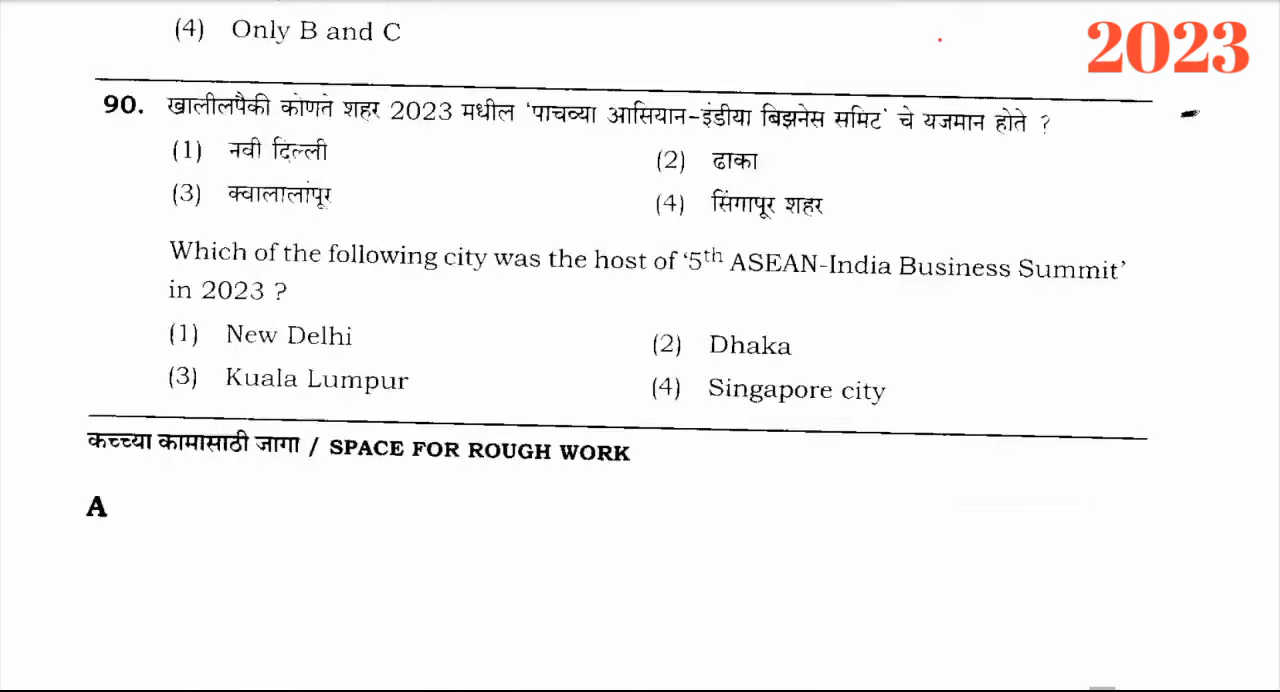 (4) Only B and C
2023
90. खालीलपैकी कोणते शहर 2023 मधील 'पाचव्या आसियान-इंडीया बिझनेस समिट' चे यजमान होते ?
(1) नवी दिल्ली (2) ढाका
(3) क्वालालांपूर (4) सिंगापूर शहर
Which of the following city was the host of '5th ASEAN-India Business Summit'
in 2023 ?
(1) New Delhi (2) Dhaka
(3) Kuala Lumpur (4) Singapore city
कच्च्या कामासाठी जागा / SPACE FOR ROUGH WORK
A